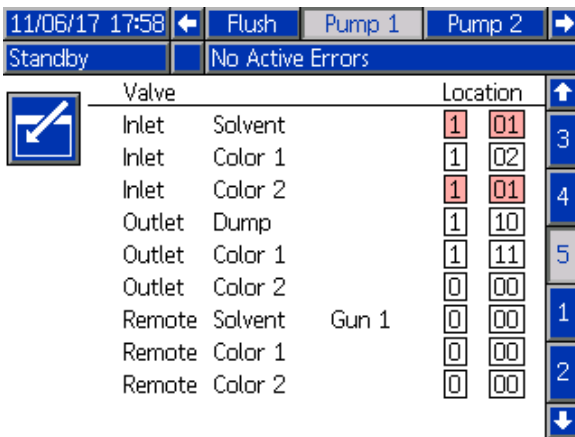 11/06/17 17:58 Flush Pump 1 Pump 2
Standby No Active Errors
Valve Location
Inlet Solvent 1 01
Inlet Color 1 1 02
Inlet Color 2 1 01
Outlet Dump 1 10
Outlet Color 1 1 11
Outlet Color 2 0 00
Remote Solvent Gun 1 0 00
Remote Color 1 0 00
Remote Color 2 0 00
3
4
5
1
2